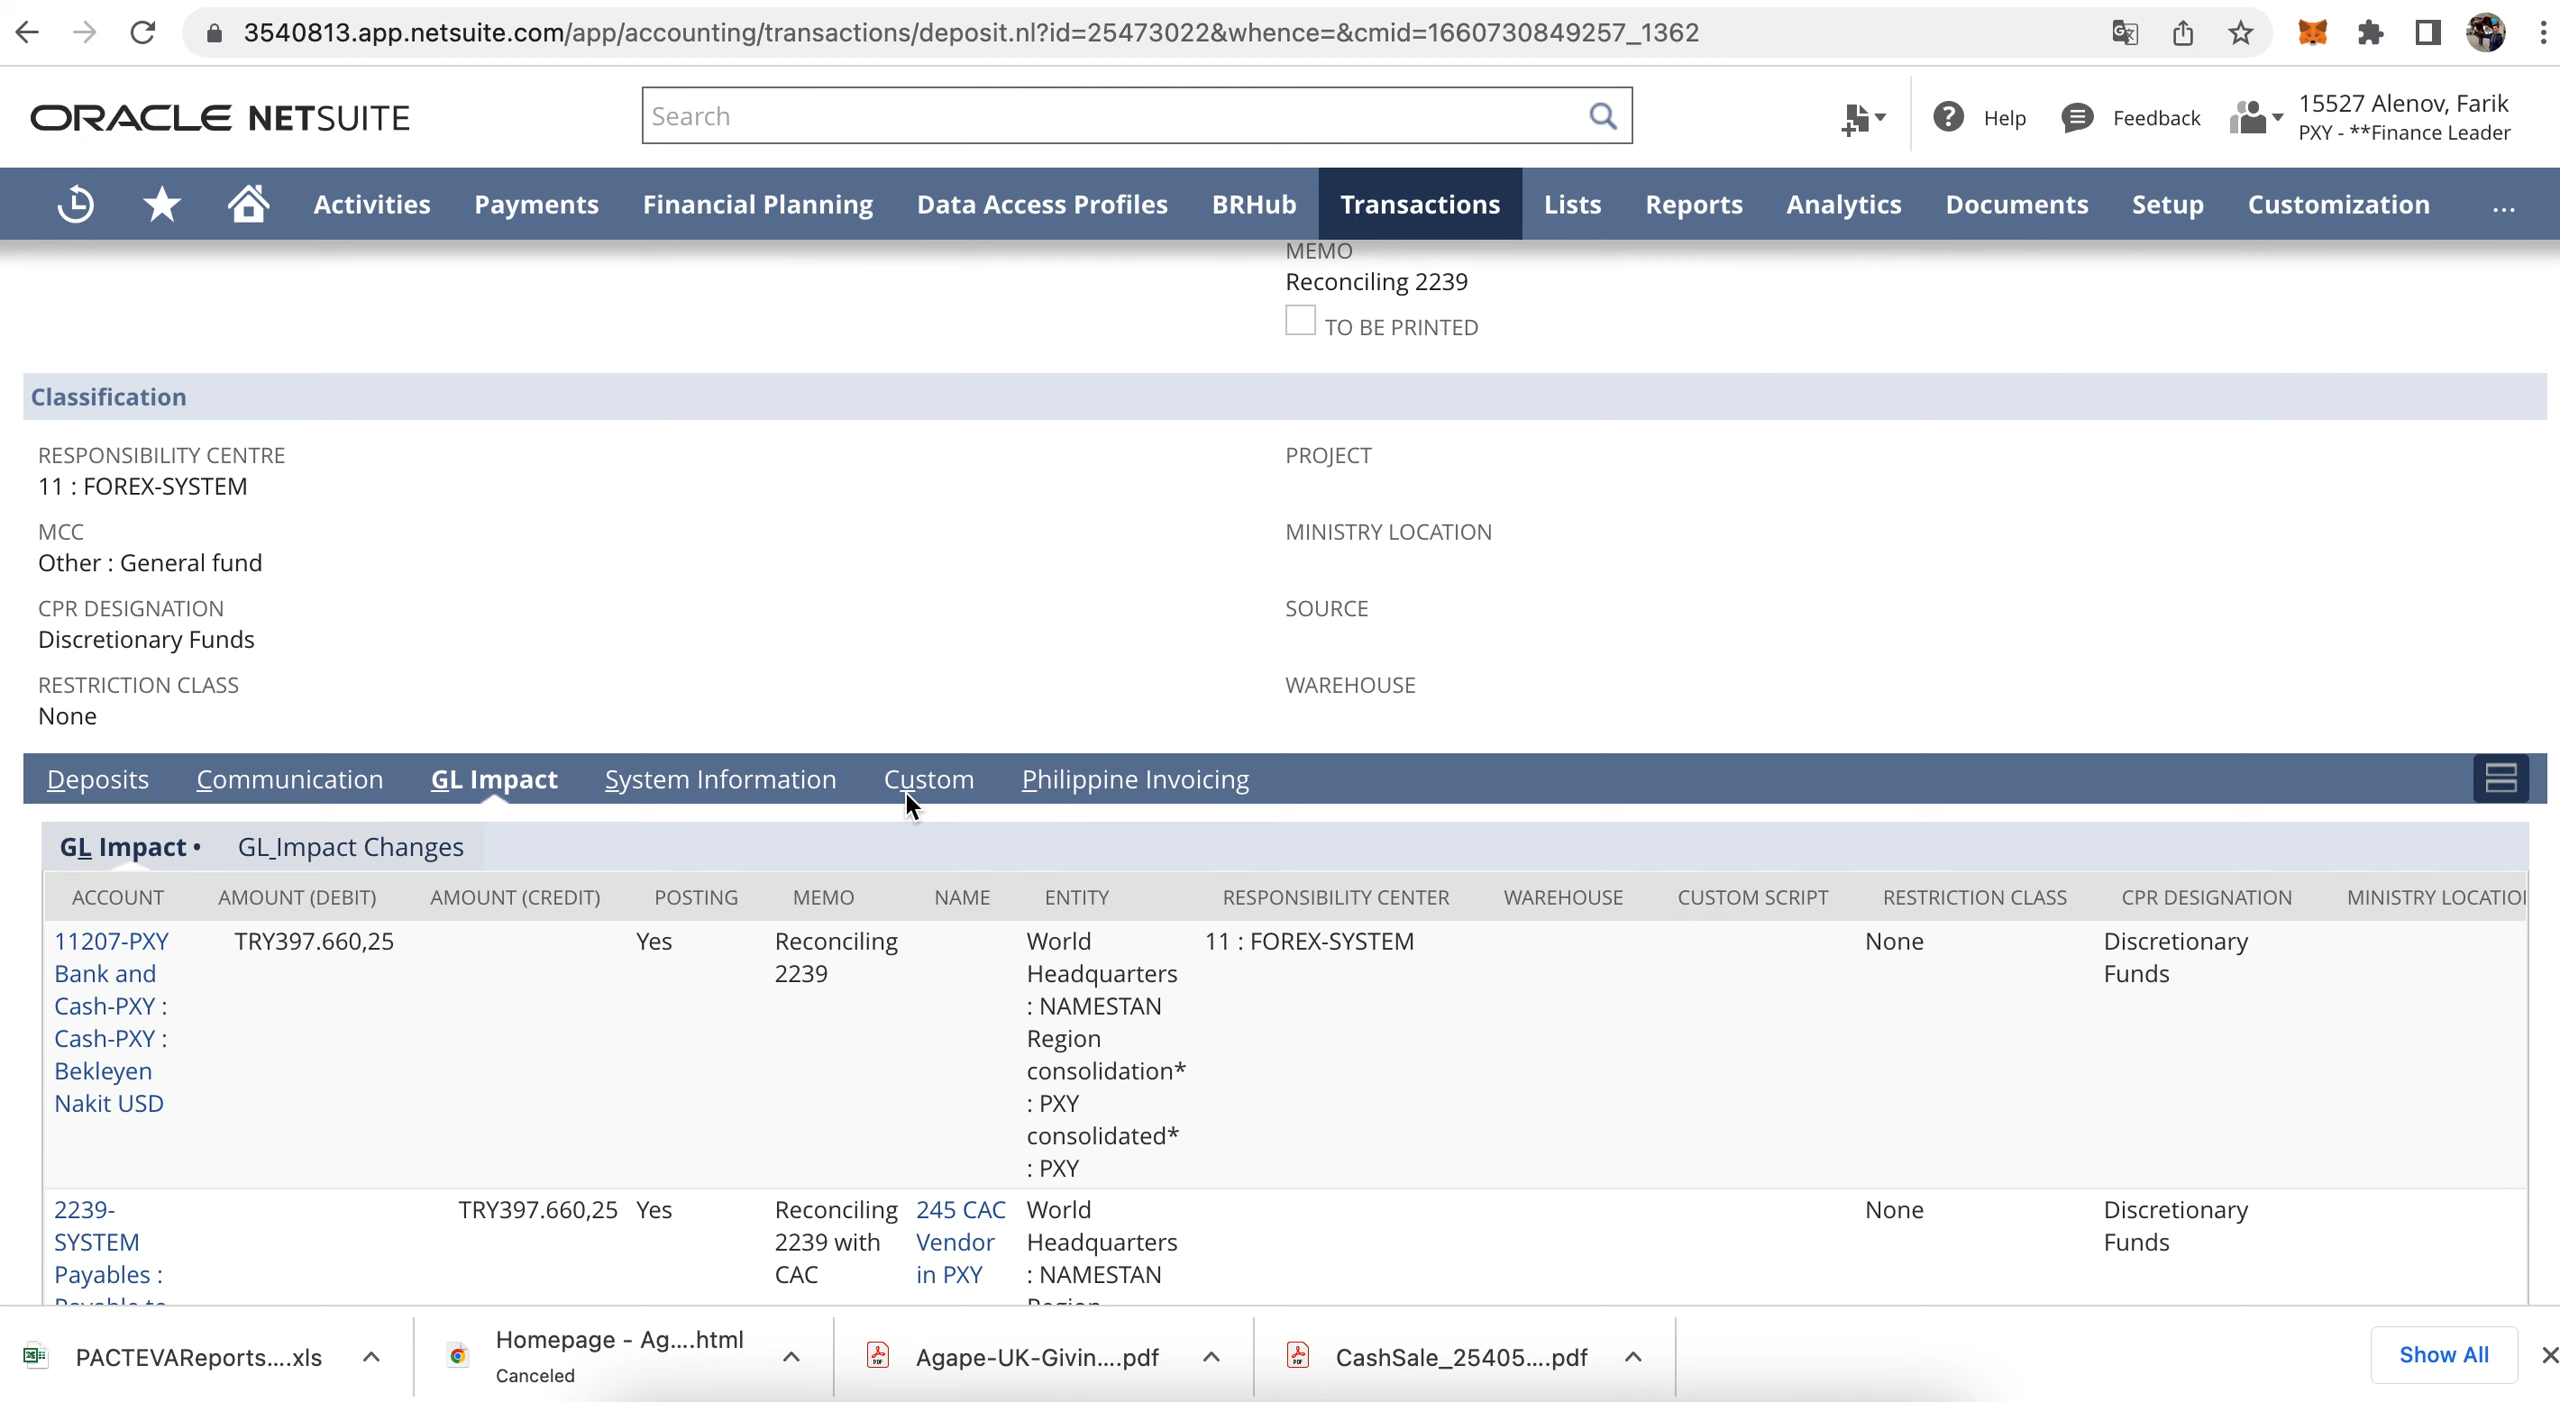 3540813.app.netsuite.com/app/accounting/transactions/deposit.nl?id=25473022&whence=&cmid=1660730849257_1362
ORACLE NETSUITE
Search
Help
Feedback
15527 Alenov, Farik
PXY - **Finance Leader
Activities Payments Financial Planning Data Access Profiles BRHub Transactions Lists Reports Analytics Documents Setup Customization ...
MEMO
Reconciling 2239
TO BE PRINTED
Classification
RESPONSIBILITY CENTRE
11 : FOREX-SYSTEM
MCC
Other : General fund
CPR DESIGNATION
Discretionary Funds
RESTRICTION CLASS
None
PROJECT
MINISTRY LOCATION
SOURCE
WAREHOUSE
Deposits Communication GL Impact System Information Custom Philippine Invoicing
GL Impact • GL Impact Changes
ACCOUNT AMOUNT (DEBIT) AMOUNT (CREDIT) POSTING MEMO NAME ENTITY RESPONSIBILITY CENTER WAREHOUSE CUSTOM SCRIPT RESTRICTION CLASS CPR DESIGNATION MINISTRY LOCATIO
11207-PXY TRY397.660,25 Yes Reconciling World 11 : FOREX-SYSTEM None Discretionary
Bank and 2239 Headquarters Funds
Cash-PXY : : NAMESTAN
Cash-PXY : Region
Bekleyen consolidation*
Nakit USD : PXY
consolidated*
: PXY
2239- TRY397.660,25 Yes Reconciling 245 CAC World None Discretionary
SYSTEM 2239 with Vendor Headquarters Funds
Payables : CAC in PXY : NAMESTAN
Payable to Region
PACTEVAReports....xls
Homepage - Ag....html
Canceled
Agape-UK-Givin....pdf
CashSale_25405....pdf
Show All